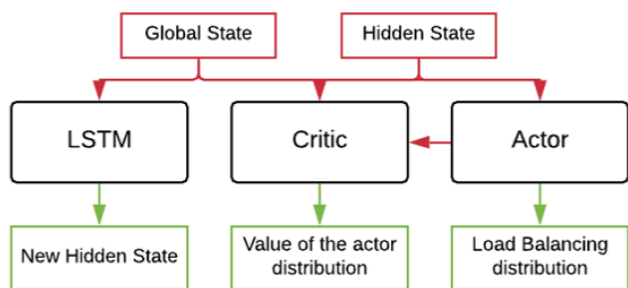 Global State
Hidden State
LSTM
Critic
Actor
New Hidden State
Value of the actor
distribution
Load Balancing
distribution